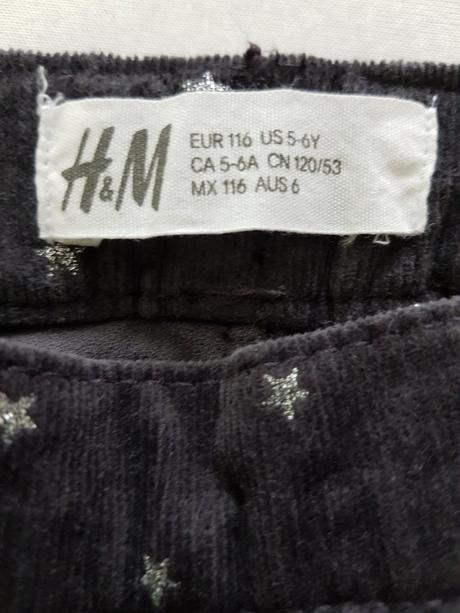 H&M
EUR 116 US 5-6Y
CA 5-6A CN 120/53
MX 116 AUS 6